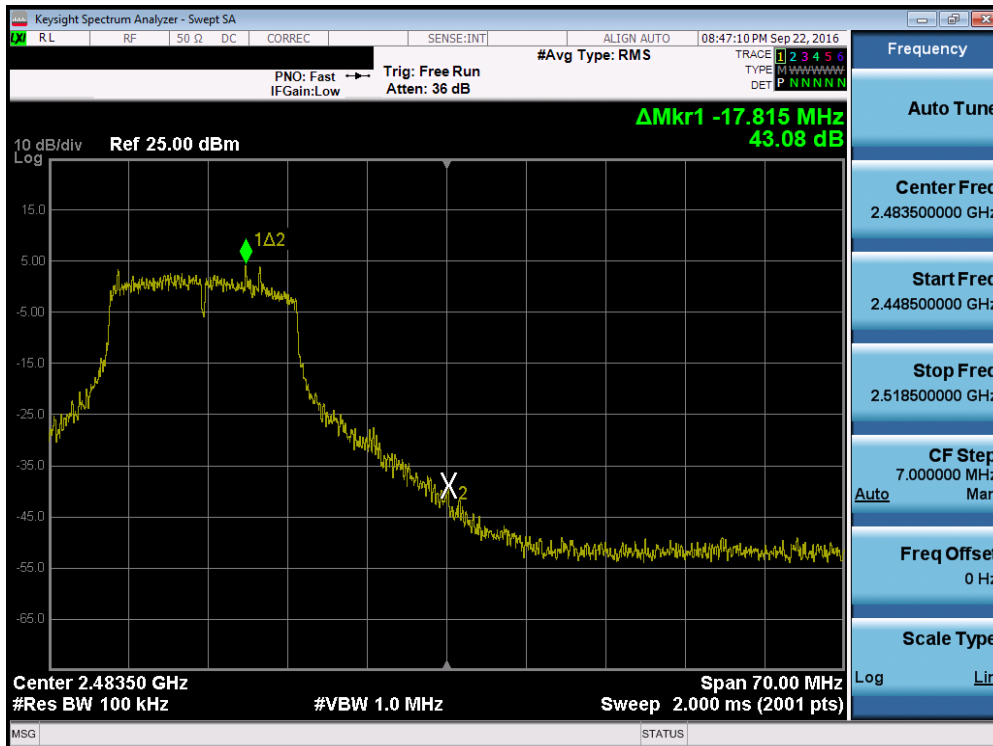 Keysight Spectrum Analyzer - Swept SA
LXI RL RF 50 Ω DC CORREC SENSE:INT ALIGN AUTO 08:47:10 PM Sep 22, 2016
PNO: Fast
IFGain:Low
Trig: Free Run
Atten: 36 dB
#Avg Type: RMS
TRACE 1 2 3 4 5 6
TYPE M WWWWW
DET P N N N N N
ΔMkr1 -17.815 MHz
43.08 dB
10 dB/div Ref 25.00 dBm
Log
15.0
5.00
-5.00
-15.0
-25.0
-35.0
-45.0
-55.0
-65.0
1Δ2
X2
Center 2.48350 GHz Span 70.00 MHz
#Res BW 100 kHz #VBW 1.0 MHz Sweep 2.000 ms (2001 pts)
MSG STATUS
Frequency
Auto Tune
Center Freq
2.483500000 GHz
Start Freq
2.448500000 GHz
Stop Freq
2.518500000 GHz
CF Step
7.000000 MHz
Auto Man
Freq Offset
0 Hz
Scale Type
Log Lin